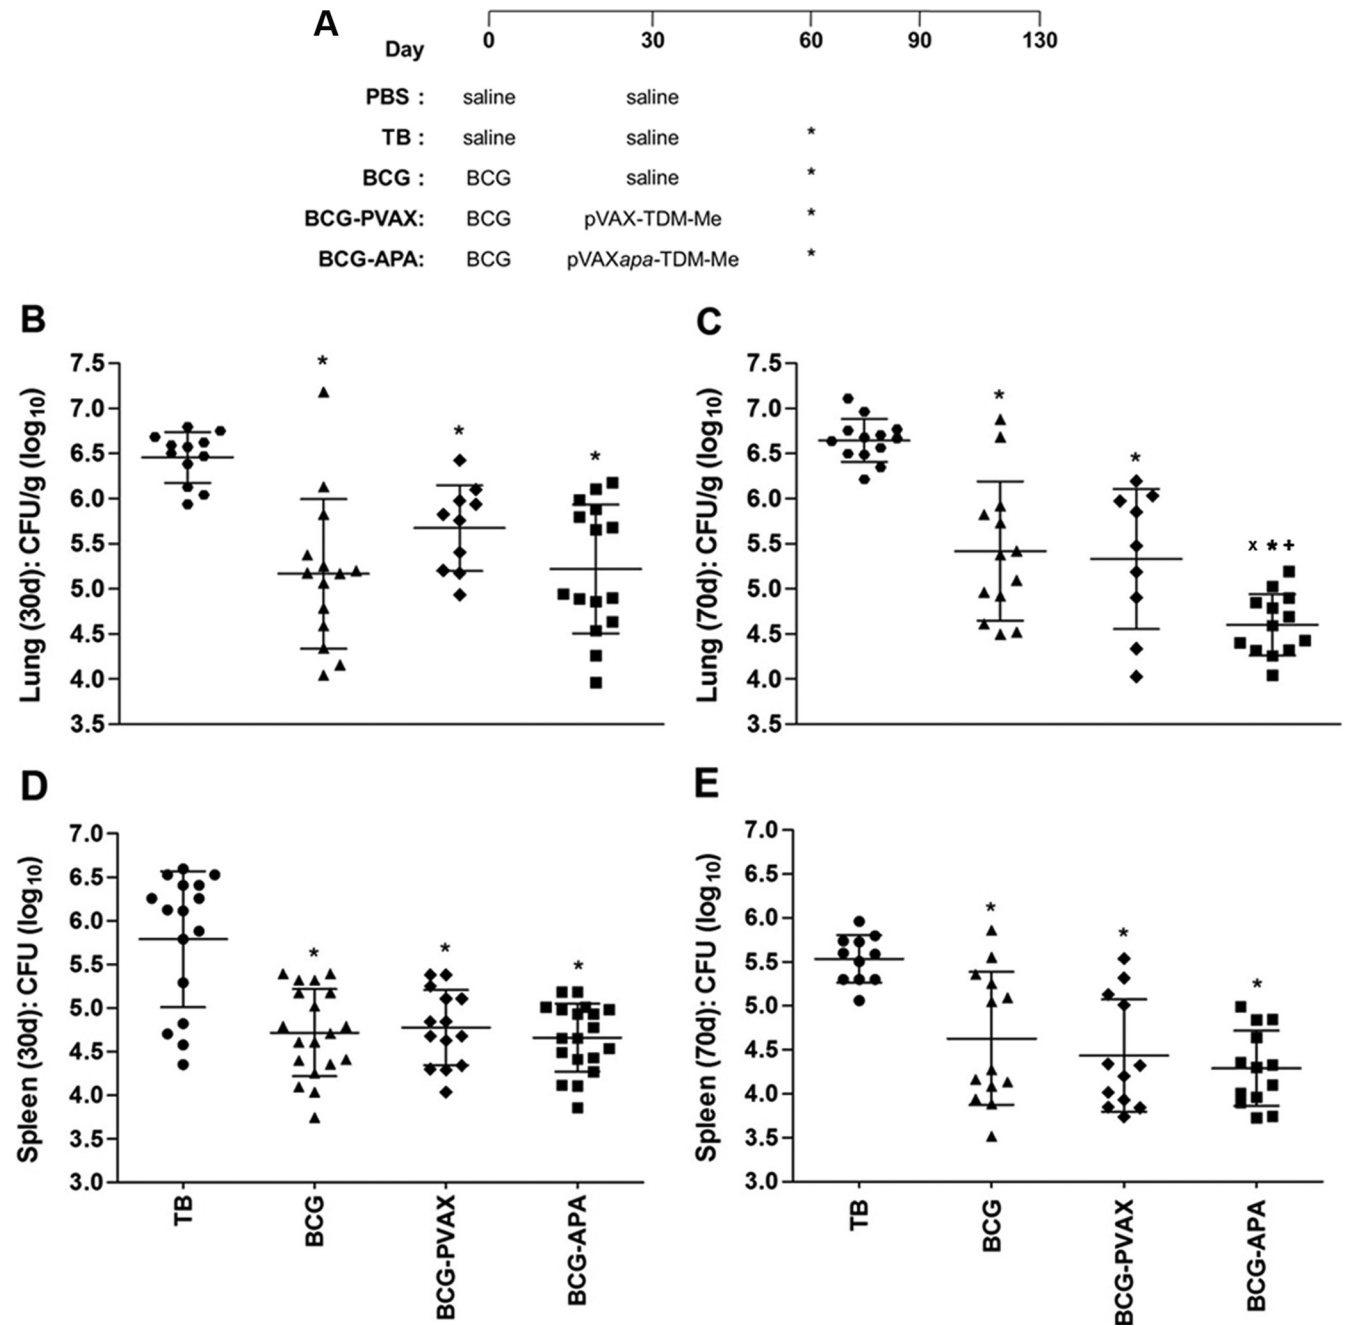 A
Day 0 30 60 90 130
PBS : saline saline
TB : saline saline *
BCG : BCG saline *
BCG-PVAX: BCG pVAX-TDM-Me *
BCG-APA: BCG pVAXapa-TDM-Me *
B
Lung (30d): CFU/g (log10)
7.5
7.0
6.5
6.0
5.5
5.0
4.5
4.0
3.5
* * *
C
Lung (70d): CFU/g (log10)
7.5
7.0
6.5
6.0
5.5
5.0
4.5
4.0
3.5
* * x * +
D
Spleen (30d): CFU (log10)
7.0
6.5
6.0
5.5
5.0
4.5
4.0
3.5
3.0
* * *
TB BCG BCG-PVAX BCG-APA
E
Spleen (70d): CFU (log10)
7.0
6.5
6.0
5.5
5.0
4.5
4.0
3.5
3.0
* * *
TB BCG BCG-PVAX BCG-APA